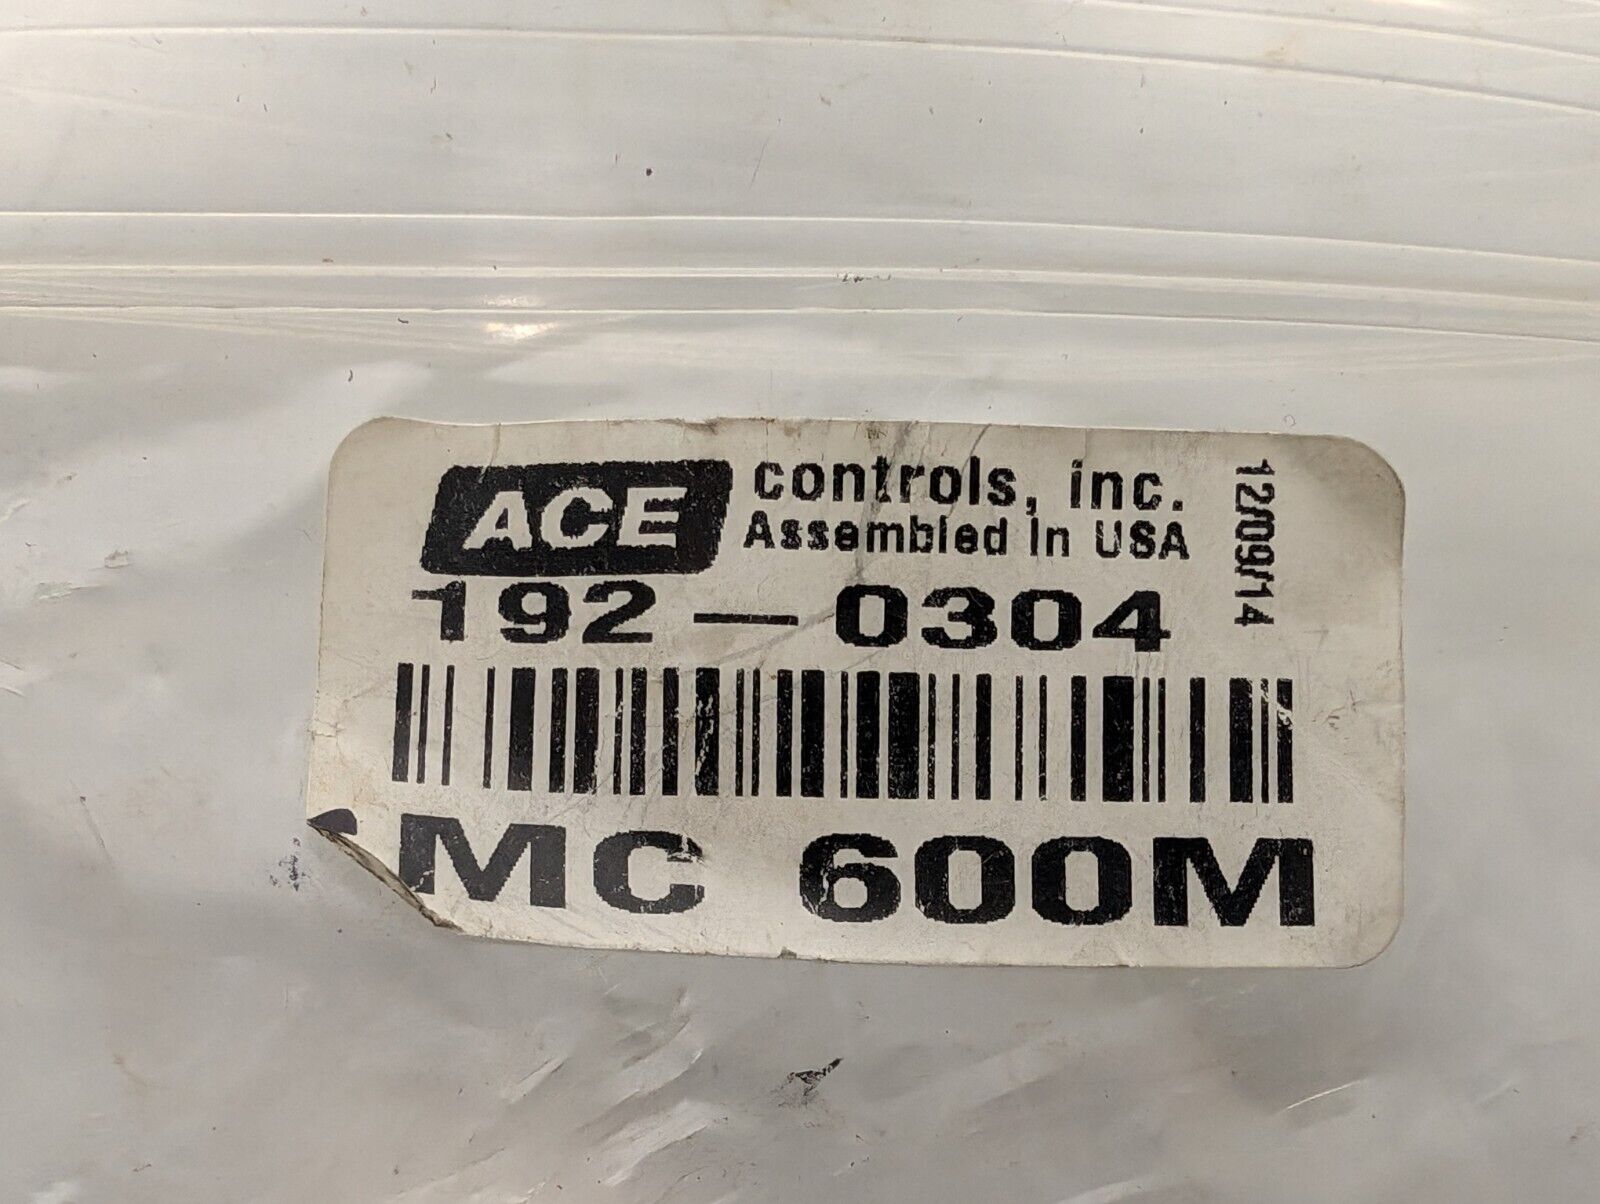 ACE controls, inc.
Assembled in USA
12/09/14
192-0304
MC 600M